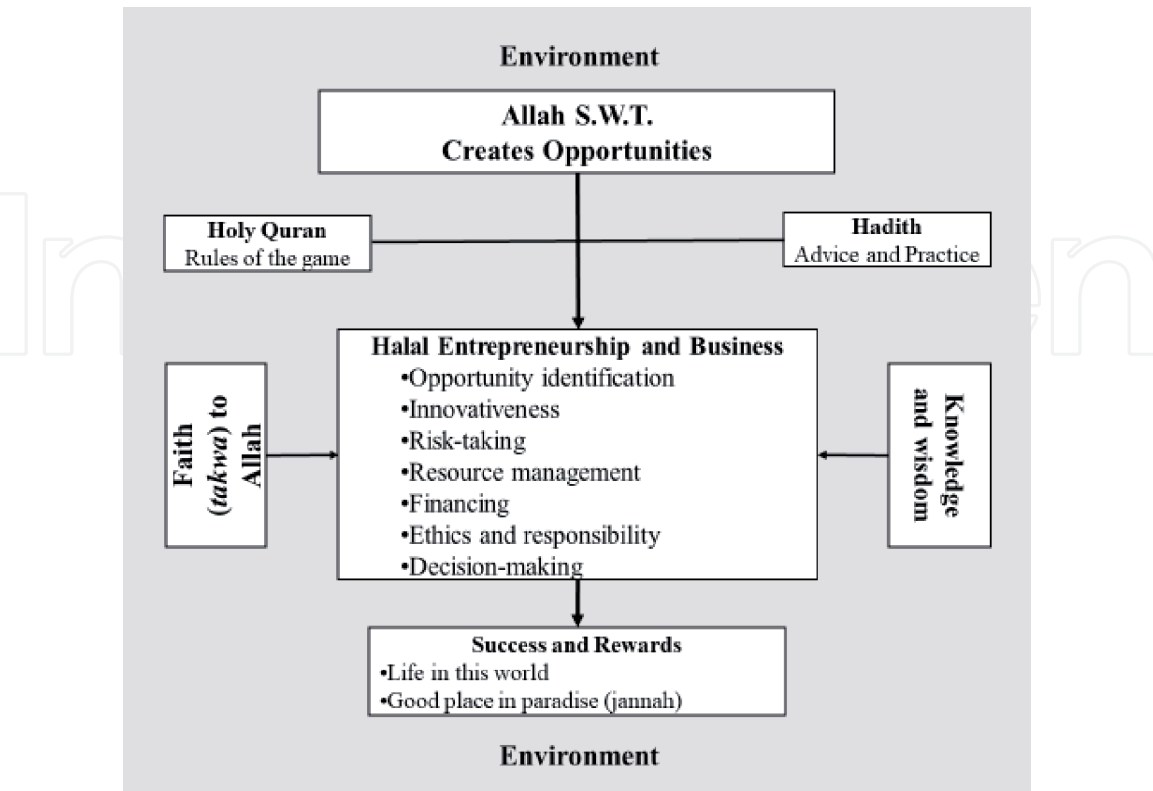 Environment
Allah S.W.T.
Creates Opportunities
Holy Quran
Rules of the game
Hadith
Advice and Practice
Halal Entrepreneurship and Business
•Opportunity identification
•Innovativeness
•Risk-taking
•Resource management
•Financing
•Ethics and responsibility
•Decision-making
Faith
(takwa) to
Allah
Knowledge
and wisdom
Success and Rewards
•Life in this world
•Good place in paradise (jannah)
Environment